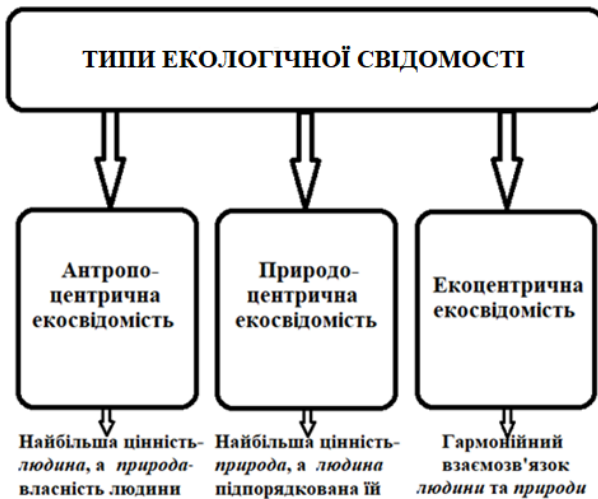 ТИПИ ЕКОЛОГІЧНОЇ СВІДОМОСТІ
Антропо-
центрична
екосвідомість
Природо-
центрична
екосвідомість
Екоцентрична
екосвідомість
Найбільша цінність-
людина, а природа-
власність людини
Найбільша цінність-
природа, а людина
підпорядкована їй
Гармонійний
взаємозв'язок
людини та природи